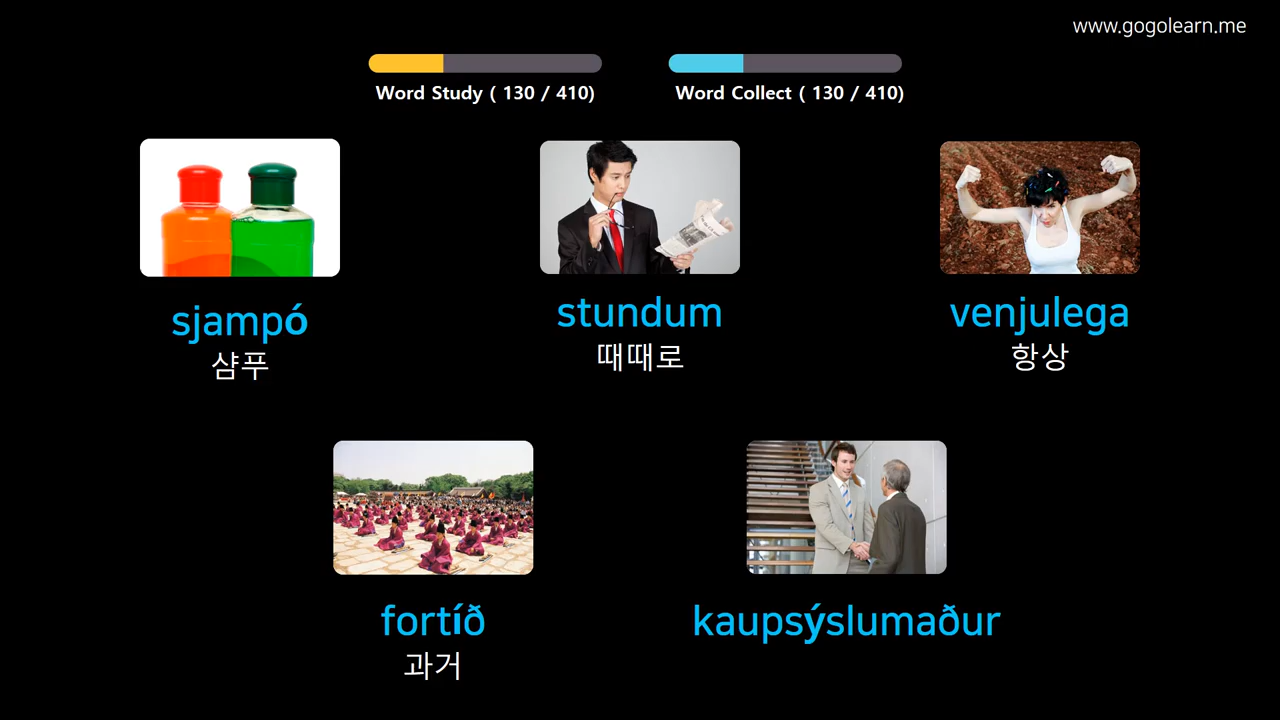 www.gogolearn.me
Word Study ( 130 / 410)
Word Collect ( 130 / 410)
sjampó
샴푸
stundum
때때로
venjulega
항상
fortíð
과거
kaupsýslumaður